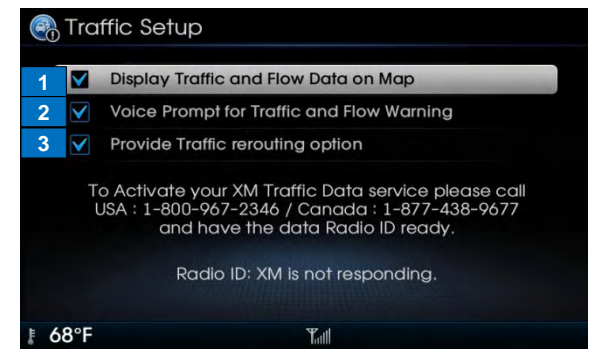 Traffic Setup
1 Display Traffic and Flow Data on Map
2 Voice Prompt for Traffic and Flow Warning
3 Provide Traffic rerouting option
To Activate your XM Traffic Data service please call
USA : 1-800-967-2346 / Canada : 1-877-438-9677
and have the data Radio ID ready.
Radio ID: XM is not responding.
68°F